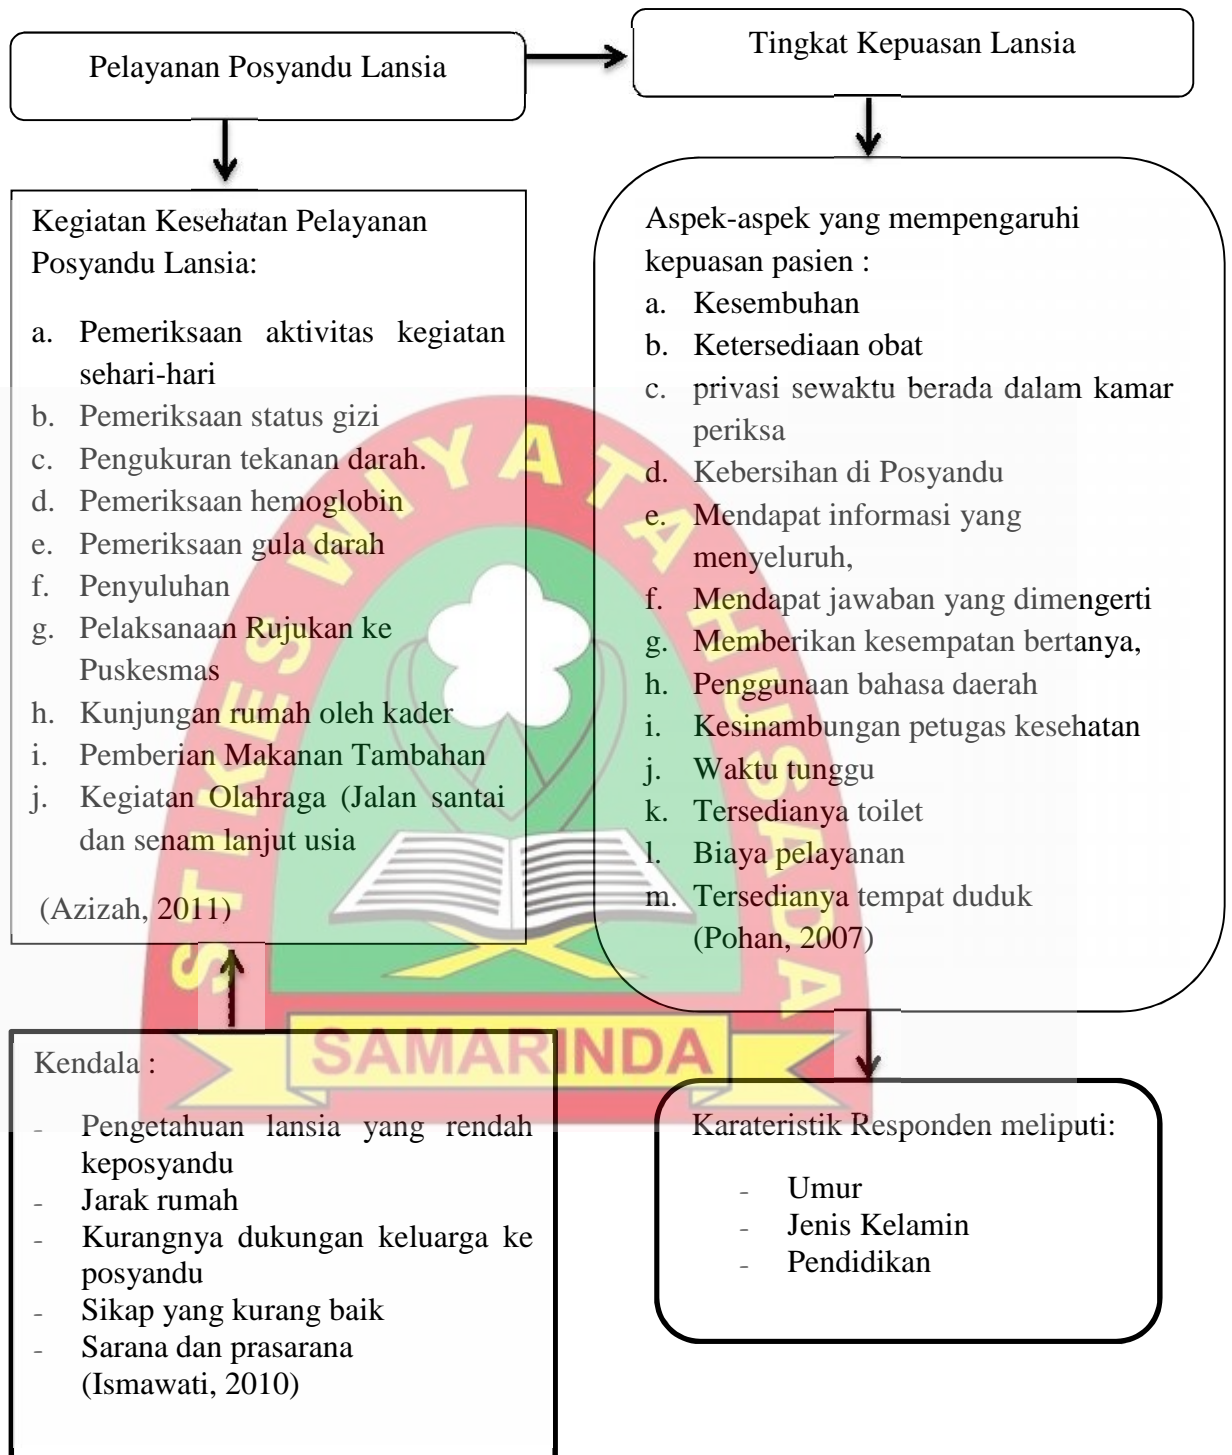 Pelayanan Posyandu Lansia
Tingkat Kepuasan Lansia
Kegiatan Kesehatan Pelayanan
Posyandu Lansia:
a. Pemeriksaan aktivitas kegiatan
sehari-hari
b. Pemeriksaan status gizi
c. Pengukuran tekanan darah.
d. Pemeriksaan hemoglobin
e. Pemeriksaan gula darah
f. Penyuluhan
g. Pelaksanaan Rujukan ke
Puskesmas
h. Kunjungan rumah oleh kader
i. Pemberian Makanan Tambahan
j. Kegiatan Olahraga (Jalan santai
dan senam lanjut usia
(Azizah, 2011)
Aspek-aspek yang mempengaruhi
kepuasan pasien :
a. Kesembuhan
b. Ketersediaan obat
c. privasi sewaktu berada dalam kamar
periksa
d. Kebersihan di Posyandu
e. Mendapat informasi yang
menyeluruh,
f. Mendapat jawaban yang dimengerti
g. Memberikan kesempatan bertanya,
h. Penggunaan bahasa daerah
i. Kesinambungan petugas kesehatan
j. Waktu tunggu
k. Tersedianya toilet
l. Biaya pelayanan
m. Tersedianya tempat duduk
(Pohan, 2007)
Kendala :
- Pengetahuan lansia yang rendah
keposyandu
- Jarak rumah
- Kurangnya dukungan keluarga ke
posyandu
- Sikap yang kurang baik
- Sarana dan prasarana
(Ismawati, 2010)
Karateristik Responden meliputi:
- Umur
- Jenis Kelamin
- Pendidikan
STIKES WIYATA HUSADA
SAMARINDA